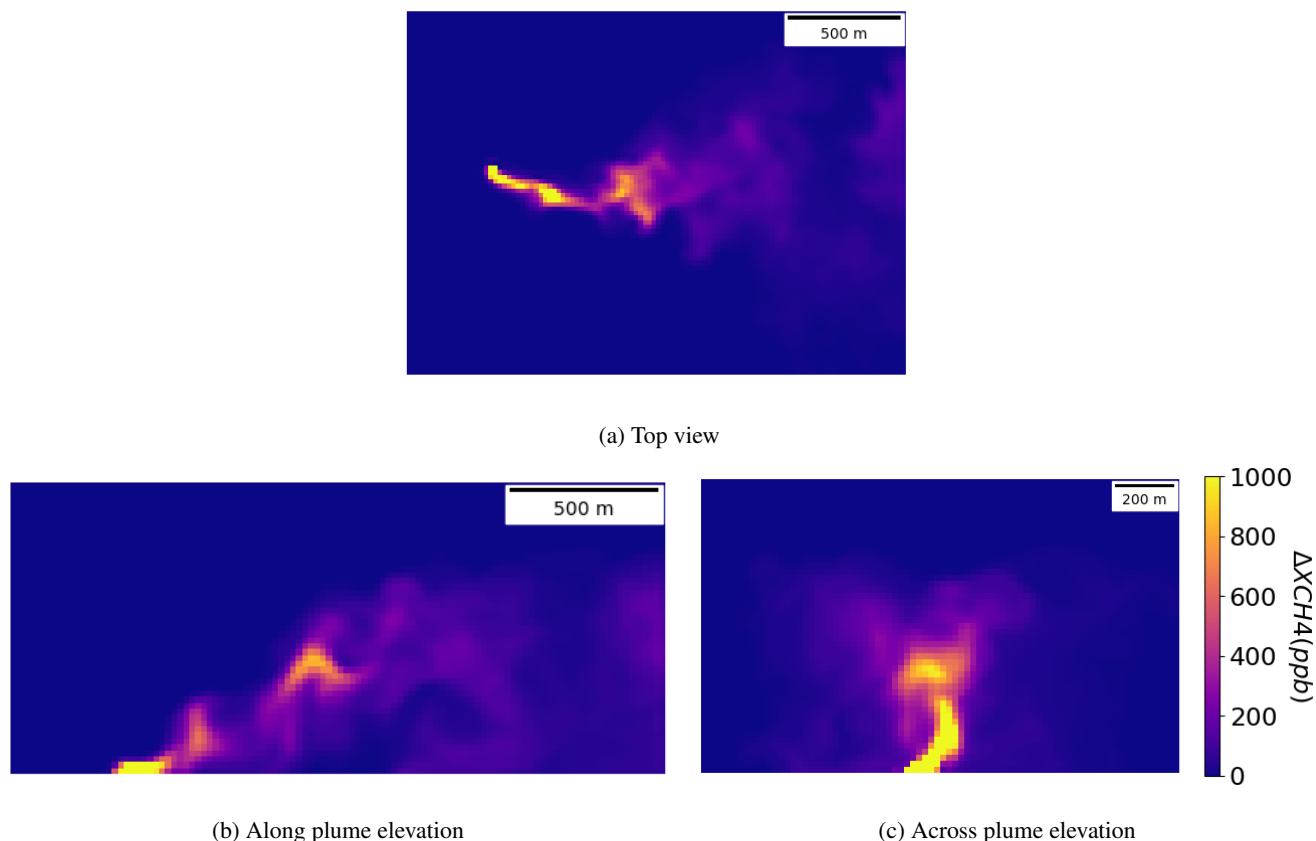 500 m
(a) Top view
500 m
200 m
1000
800
600
400
200
0
ΔXCH4(ppb)
(b) Along plume elevation
(c) Across plume elevation